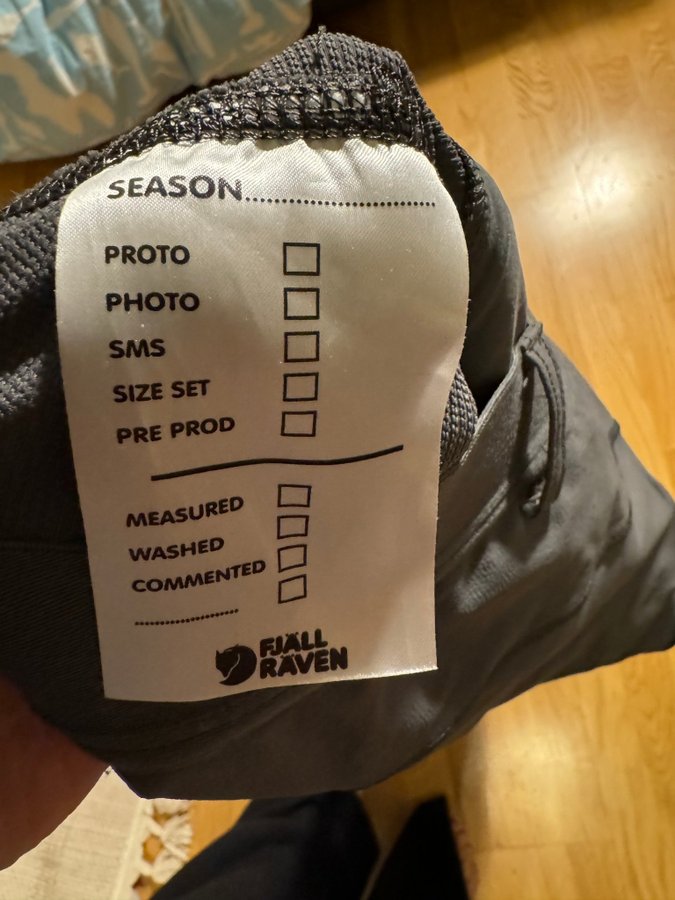 SEASON........................................
PROTO
PHOTO
SMS
SIZE SET
PRE PROD
MEASURED
WASHED
COMMENTED
........................
FJÄLL
RÄVEN